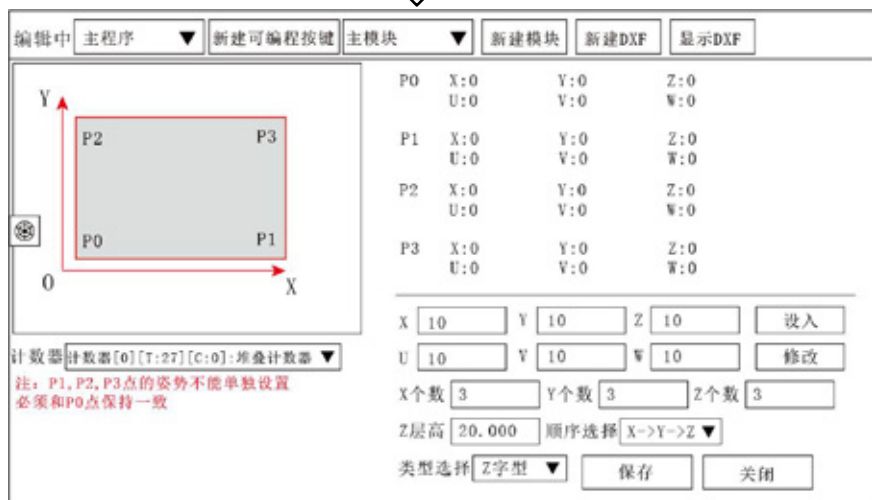 编辑中 主程序 ▼ 新建可编程按键 主模块 ▼ 新建模块 新建DXF 显示DXF
Y
P2 P3
P0 P1
O X
计数器 计数器[0][T:27][C:0]:堆叠计数器 ▼
注：P1,P2,P3点的姿势不能单独设置
必须和P0点保持一致
P0 X:0 Y:0 Z:0
U:0 V:0 W:0
P1 X:0 Y:0 Z:0
U:0 V:0 W:0
P2 X:0 Y:0 Z:0
U:0 V:0 W:0
P3 X:0 Y:0 Z:0
U:0 V:0 W:0
X 10 Y 10 Z 10 设入
U 10 V 10 W 10 修改
X个数 3 Y个数 3 Z个数 3
Z层高 20.000 顺序选择 X->Y->Z ▼
类型选择 Z字型 ▼ 保存 关闭